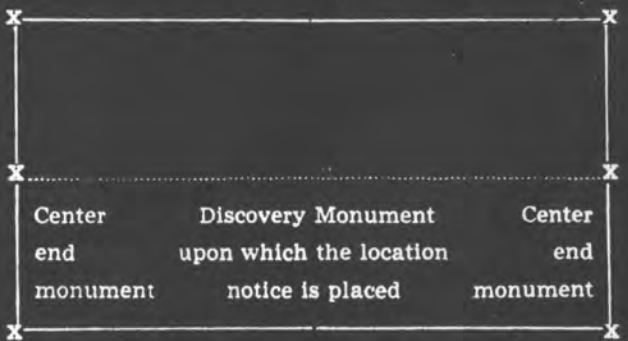 X X
X X
Center Discovery Monument Center
end upon which the location end
monument notice is placed monument
X X